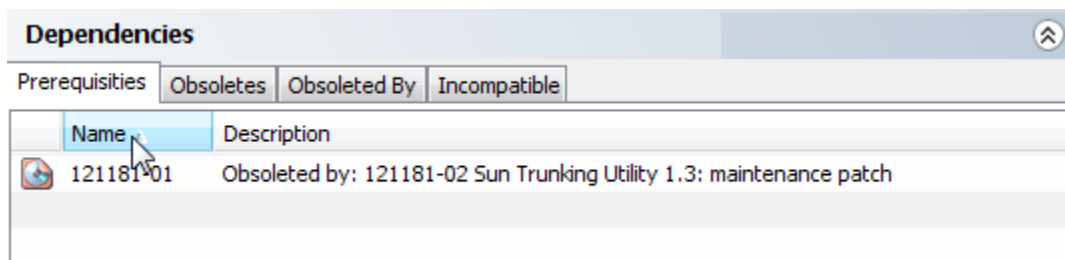 Dependencies
Prerequisities Obsoletes Obsoleted By Incompatible
Name Description
121181-01 Obsoleted by: 121181-02 Sun Trunking Utility 1.3: maintenance patch